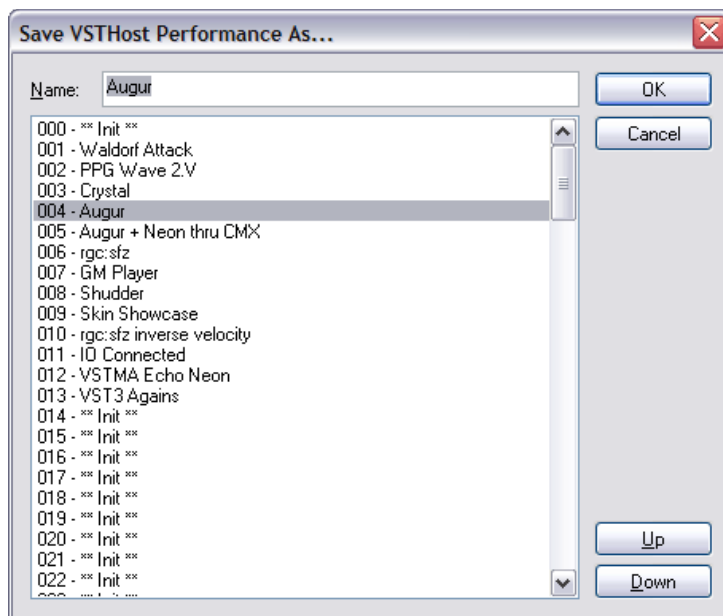 Save VSTHost Performance As...
Name: Augur
OK
Cancel
000 - ** Init **
001 - Waldorf Attack
002 - PPG Wave 2.V
003 - Crystal
004 - Augur
005 - Augur + Neon thru CMX
006 - rgc:sfz
007 - GM Player
008 - Shudder
009 - Skin Showcase
010 - rgc:sfz inverse velocity
011 - IO Connected
012 - VSTMA Echo Neon
013 - VST3 Agains
014 - ** Init **
015 - ** Init **
016 - ** Init **
017 - ** Init **
018 - ** Init **
019 - ** Init **
020 - ** Init **
021 - ** Init **
022 - ** Init **
Up
Down